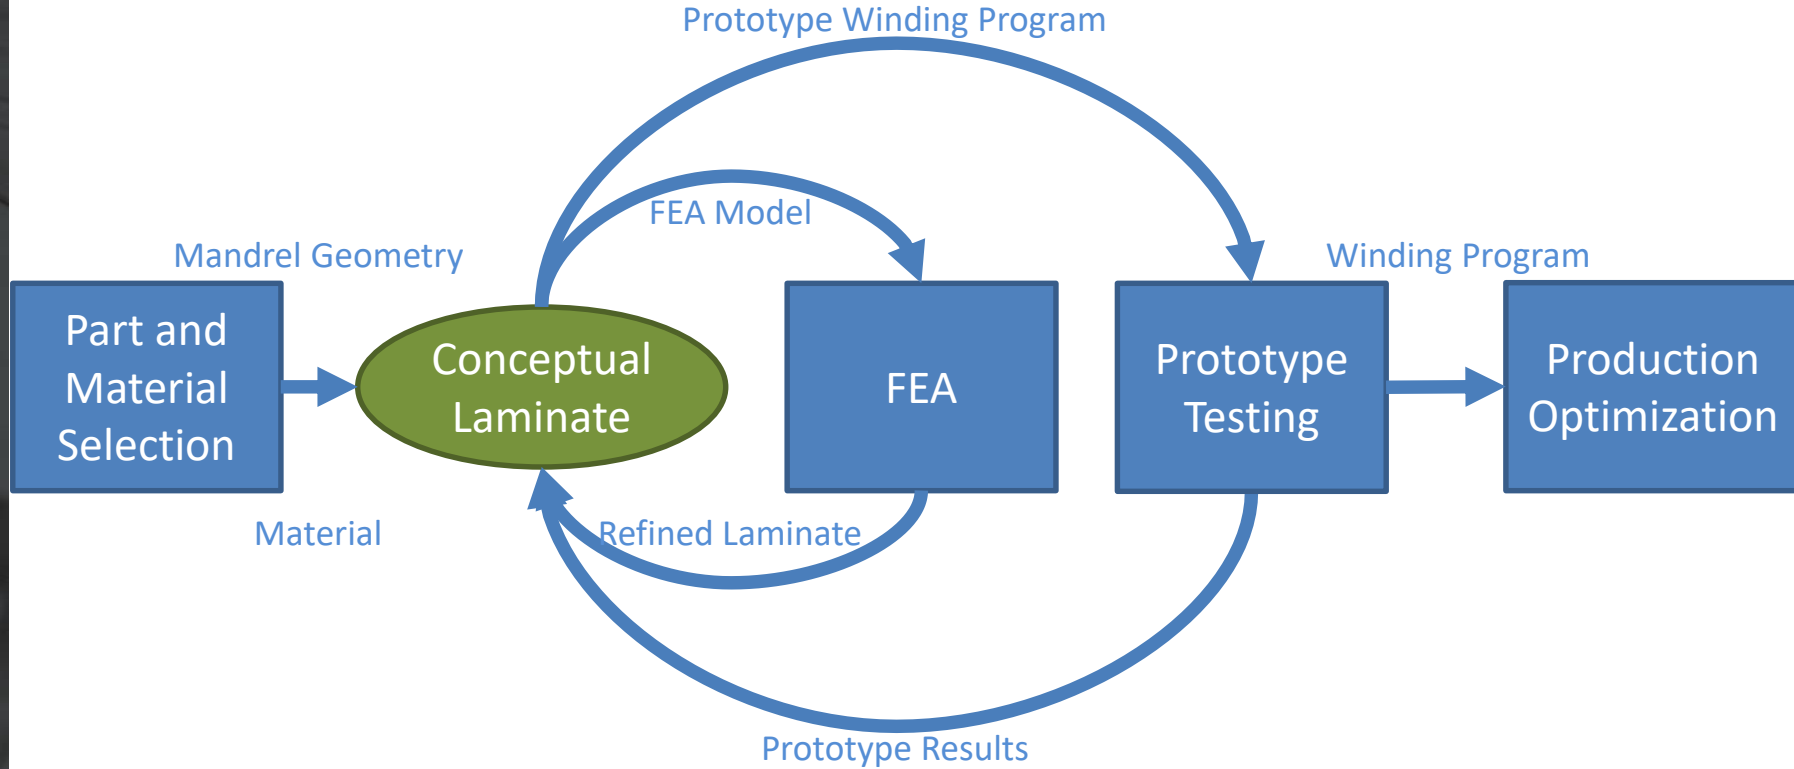 Prototype Winding Program
FEA Model
Mandrel Geometry
Winding Program
Part and
Material
Selection
Conceptual
Laminate
FEA
Prototype
Testing
Production
Optimization
Material
Refined Laminate
Prototype Results